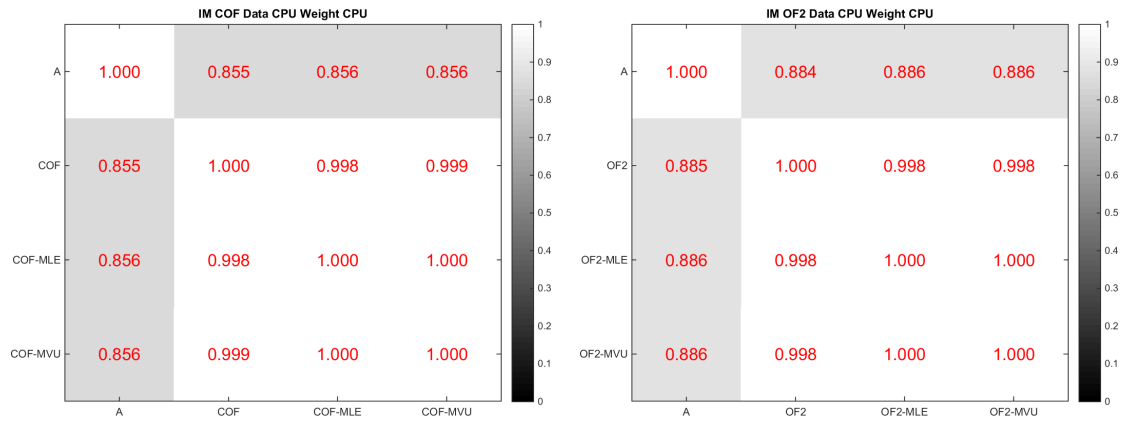 IM COF Data CPU Weight CPU
A 1.000 0.855 0.856 0.856
COF 0.855 1.000 0.998 0.999
COF-MLE 0.856 0.998 1.000 1.000
COF-MVU 0.856 0.999 1.000 1.000
A COF COF-MLE COF-MVU
1
0.9
0.8
0.7
0.6
0.5
0.4
0.3
0.2
0.1
0
IM OF2 Data CPU Weight CPU
A 1.000 0.884 0.886 0.886
OF2 0.885 1.000 0.998 0.998
OF2-MLE 0.886 0.998 1.000 1.000
OF2-MVU 0.886 0.998 1.000 1.000
A OF2 OF2-MLE OF2-MVU
1
0.9
0.8
0.7
0.6
0.5
0.4
0.3
0.2
0.1
0